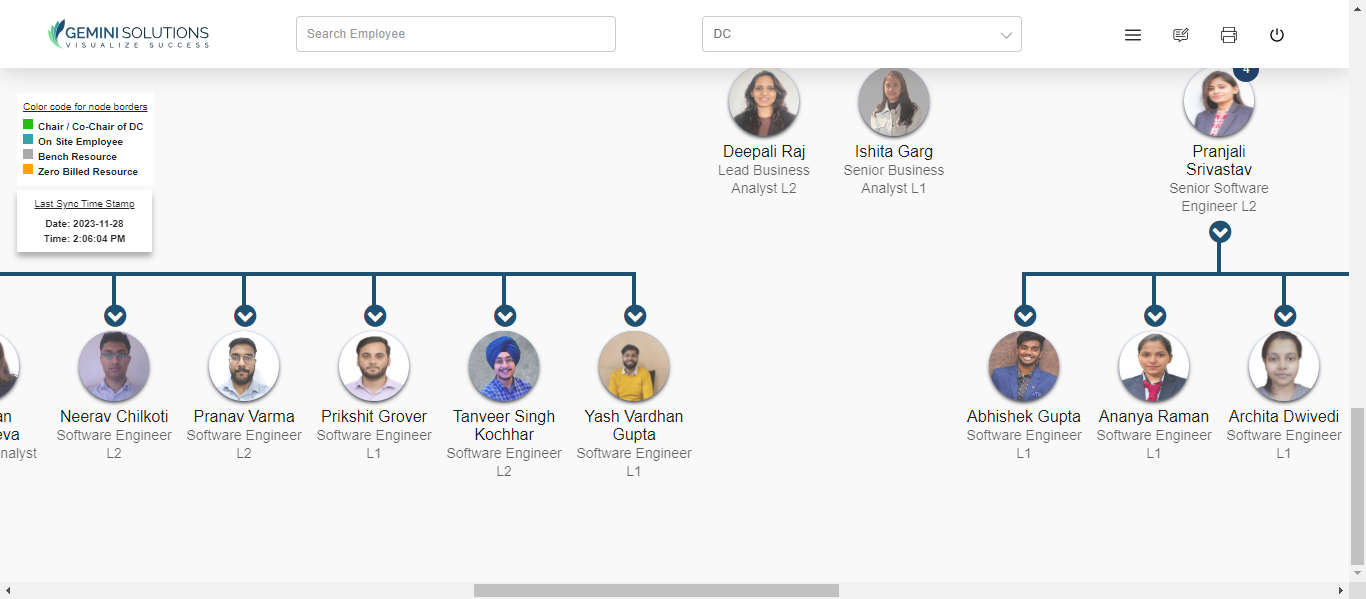 GEMINI SOLUTIONS
VISUALIZE SUCCESS
Search Employee
DC
Color code for node borders
Chair / Co-Chair of DC
On Site Employee
Bench Resource
Zero Billed Resource
Last Sync Time Stamp
Date: 2023-11-28
Time: 2:06:04 PM
Deepali Raj
Lead Business
Analyst L2
Ishita Garg
Senior Business
Analyst L1
4
Pranjali
Srivastav
Senior Software
Engineer L2
an
eva
nalyst
Neerav Chilkoti
Software Engineer
L2
Pranav Varma
Software Engineer
L2
Prikshit Grover
Software Engineer
L1
Tanveer Singh
Kochhar
Software Engineer
L2
Yash Vardhan
Gupta
Software Engineer
L1
Abhishek Gupta
Software Engineer
L1
Ananya Raman
Software Engineer
L1
Archita Dwivedi
Software Engineer
L1